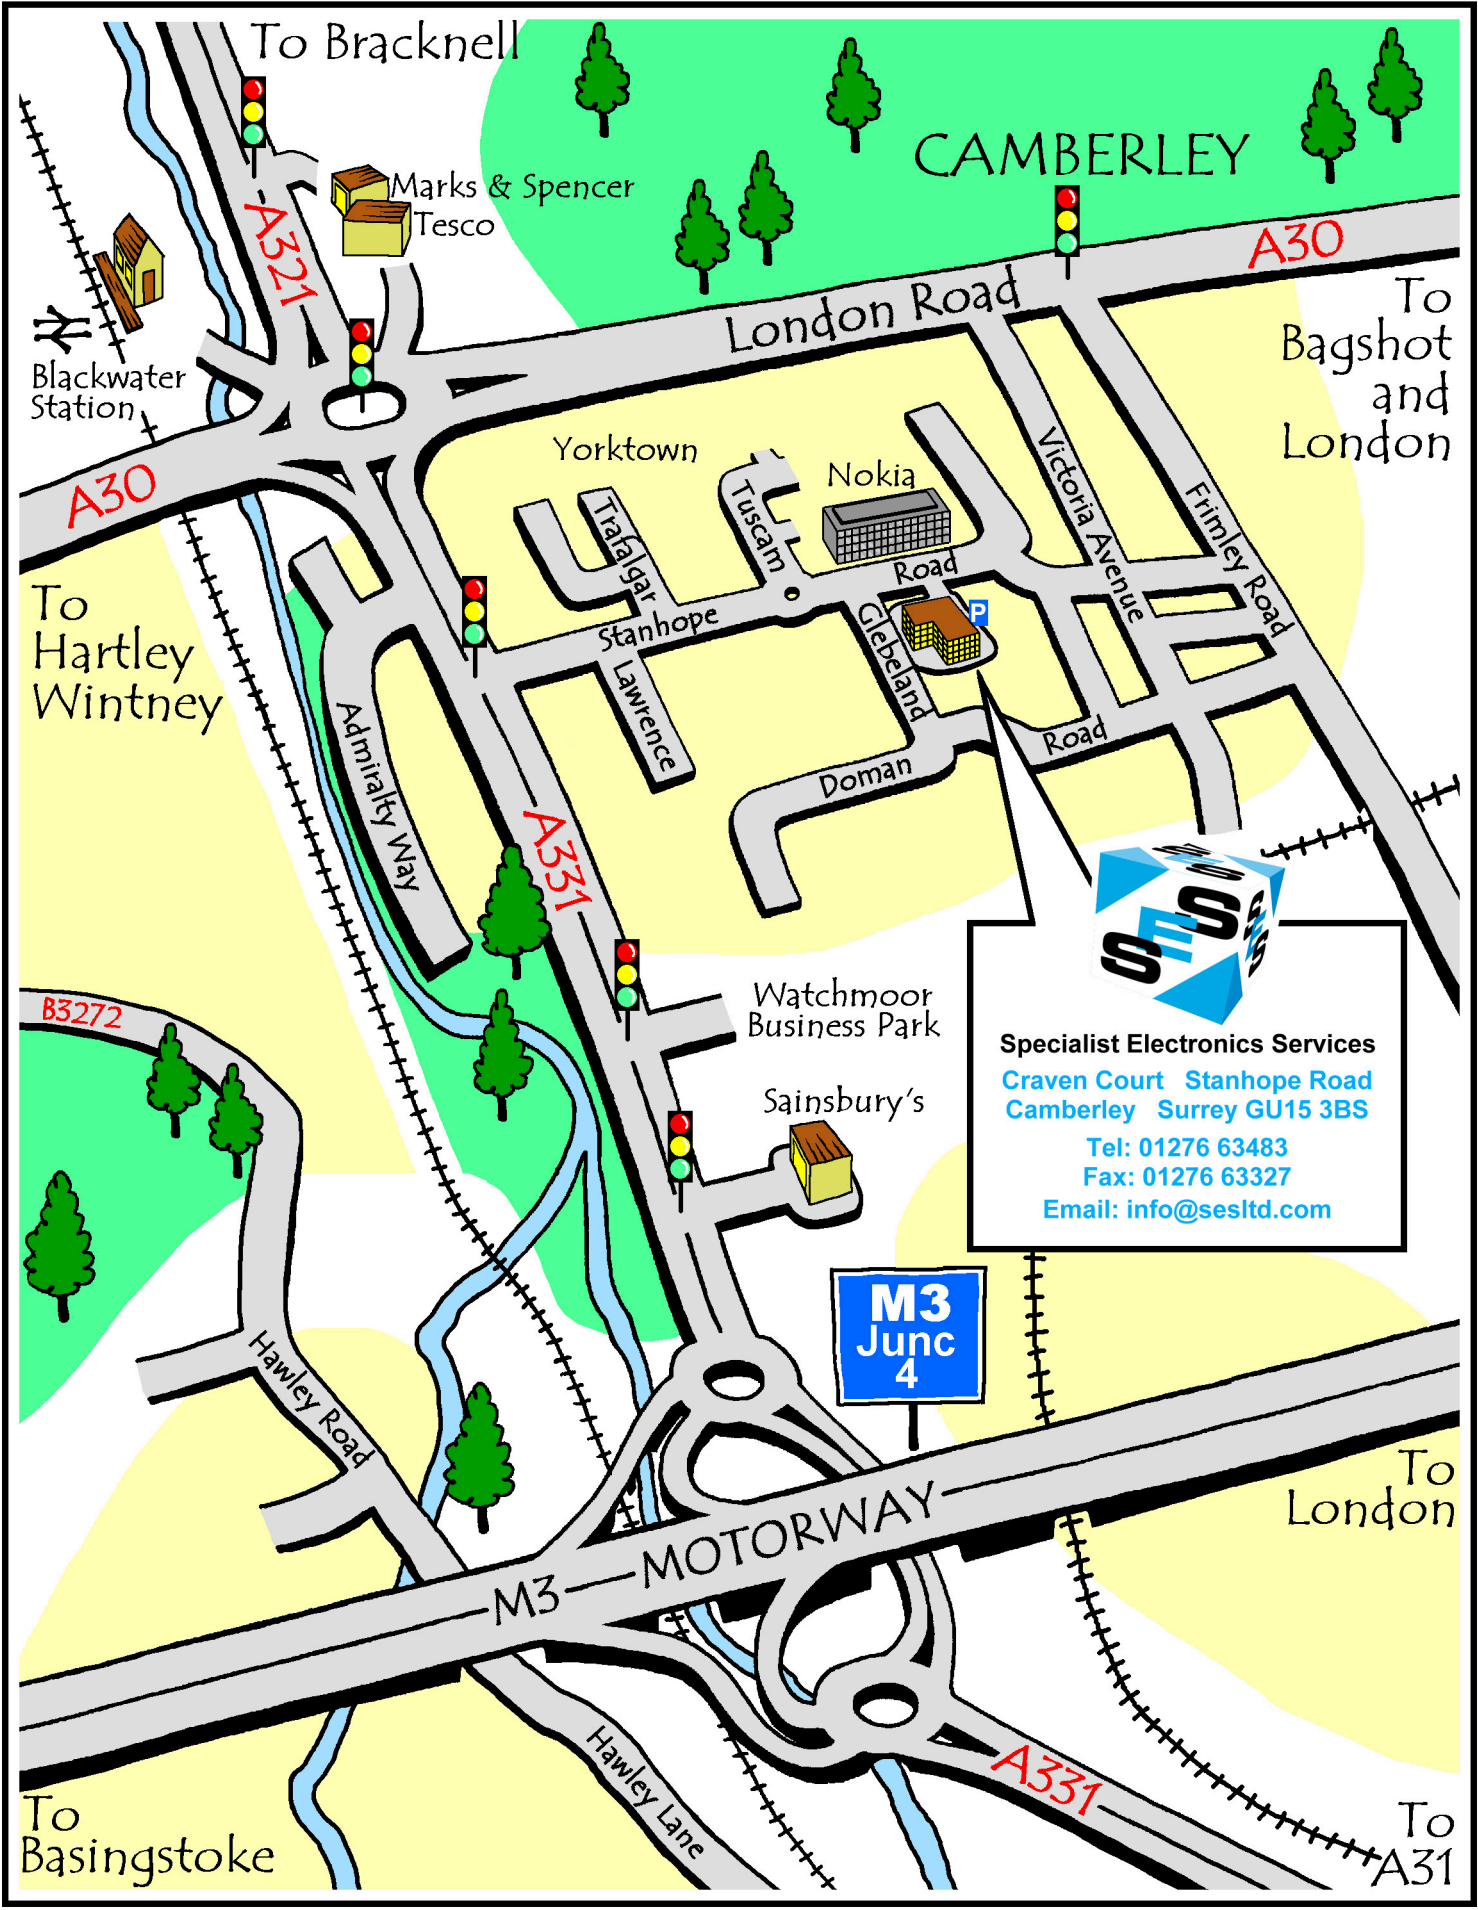 To Bracknell
CAMBERLEY
Marks & Spencer
Tesco
A321
A30
London Road
To
Bagshot
and
London
Blackwater
Station
A30
Yorktown
Nokia
Tuscam
Trafalgar
Victoria Avenue
Frimley Road
Road
P
Stanhope
Glebeland
Lawrence
To
Hartley
Wintney
Admiralty Way
Road
Doman
A331
SES
SES
SES
B3272
Watchmoor
Business Park
Specialist Electronics Services
Craven Court Stanhope Road
Camberley Surrey GU15 3BS
Tel: 01276 63483
Fax: 01276 63327
Email: info@sesltd.com
Sainsbury's
M3
Junc
4
Hawley Road
To
London
M3 MOTORWAY
Hawley Lane
A331
To
Basingstoke
To
A31